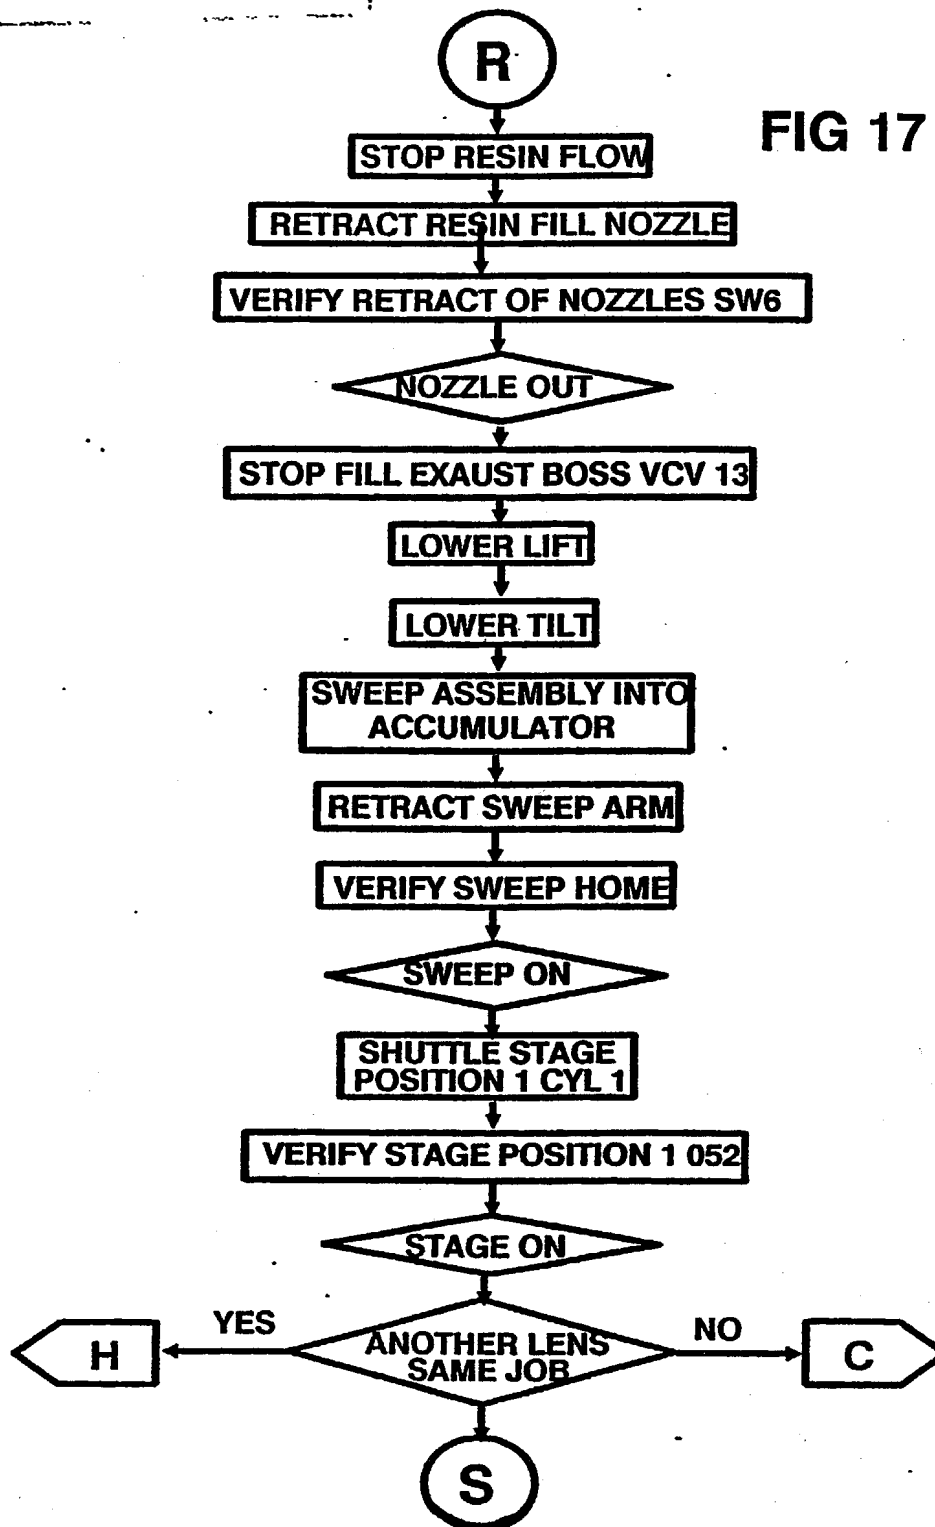 R
FIG 17
STOP RESIN FLOW
RETRACT RESIN FILL NOZZLE
VERIFY RETRACT OF NOZZLES SW6
NOZZLE OUT
STOP FILL EXAUST BOSS VCV 13
LOWER LIFT
LOWER TILT
SWEEP ASSEMBLY INTO
ACCUMULATOR
RETRACT SWEEP ARM
VERIFY SWEEP HOME
SWEEP ON
SHUTTLE STAGE
POSITION 1 CYL 1
VERIFY STAGE POSITION 1 052
STAGE ON
YES
NO
H
ANOTHER LENS
SAME JOB
C
S